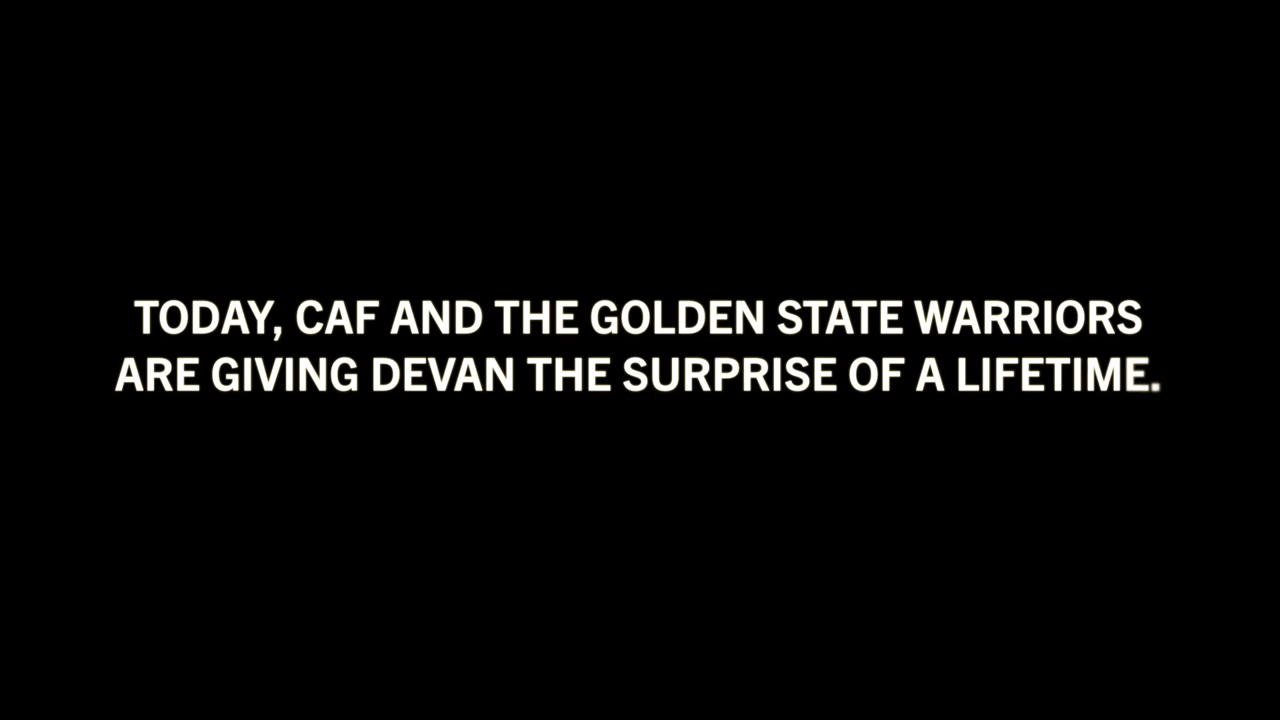 TODAY, CAF AND THE GOLDEN STATE WARRIORS
ARE GIVING DEVAN THE SURPRISE OF A LIFETIME.